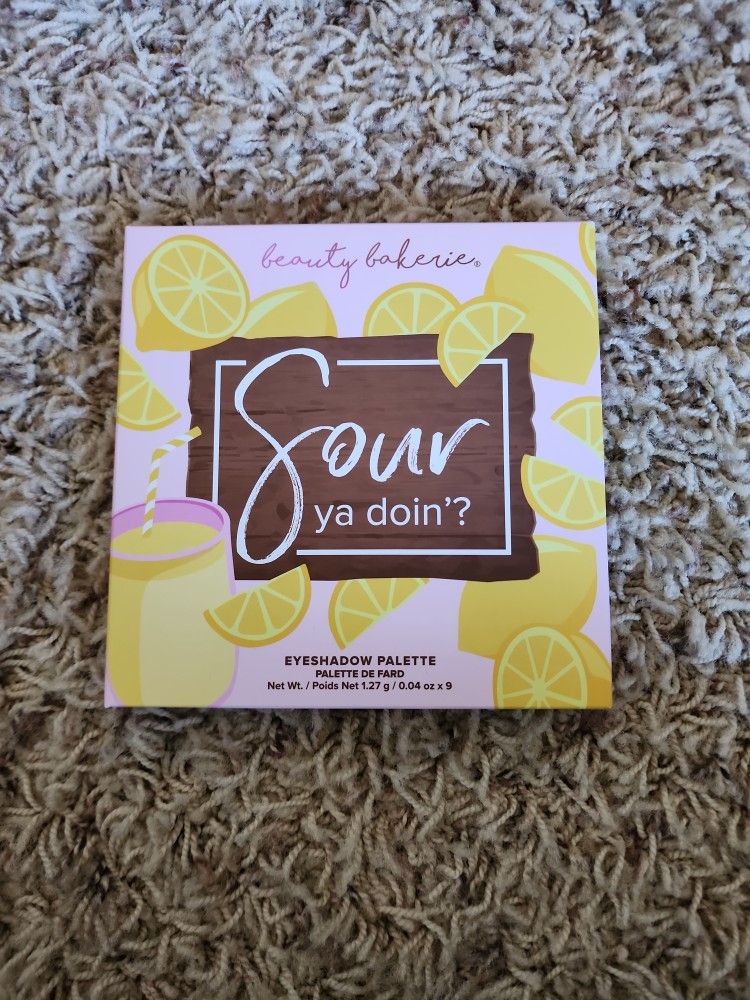 beauty bakerie®
Sour
ya doin'?
EYESHADOW PALETTE
PALETTE DE FARD
Net Wt. / Poids Net 1.27 g / 0.04 oz x 9